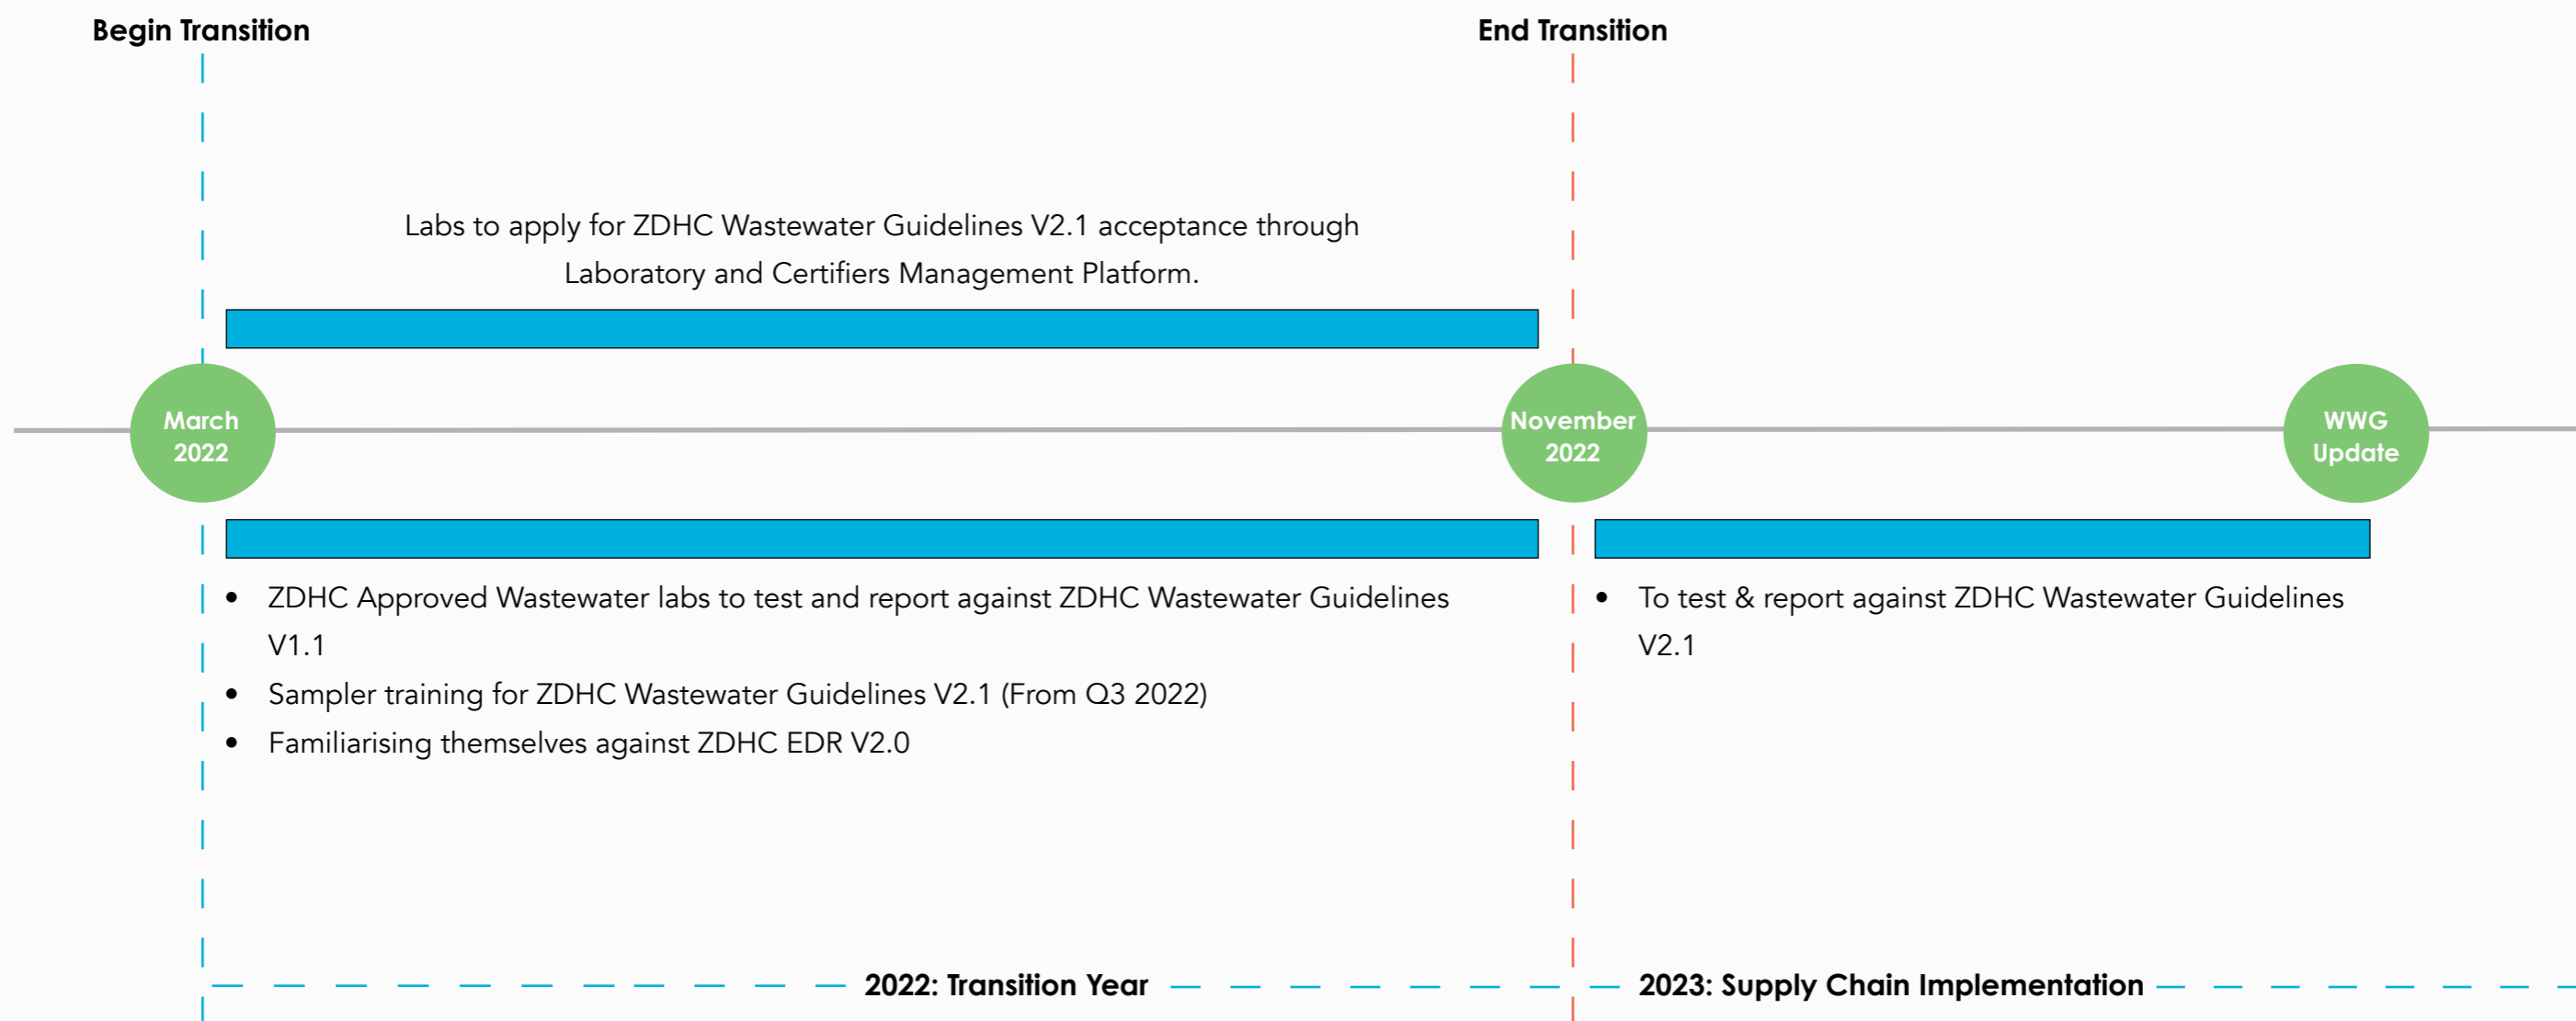 Begin Transition
End Transition
Labs to apply for ZDHC Wastewater Guidelines V2.1 acceptance through
Laboratory and Certifiers Management Platform.
March
2022
November
2022
WWG
Update
• ZDHC Approved Wastewater labs to test and report against ZDHC Wastewater Guidelines
V1.1
• Sampler training for ZDHC Wastewater Guidelines V2.1 (From Q3 2022)
• Familiarising themselves against ZDHC EDR V2.0
• To test & report against ZDHC Wastewater Guidelines
V2.1
2022: Transition Year
2023: Supply Chain Implementation